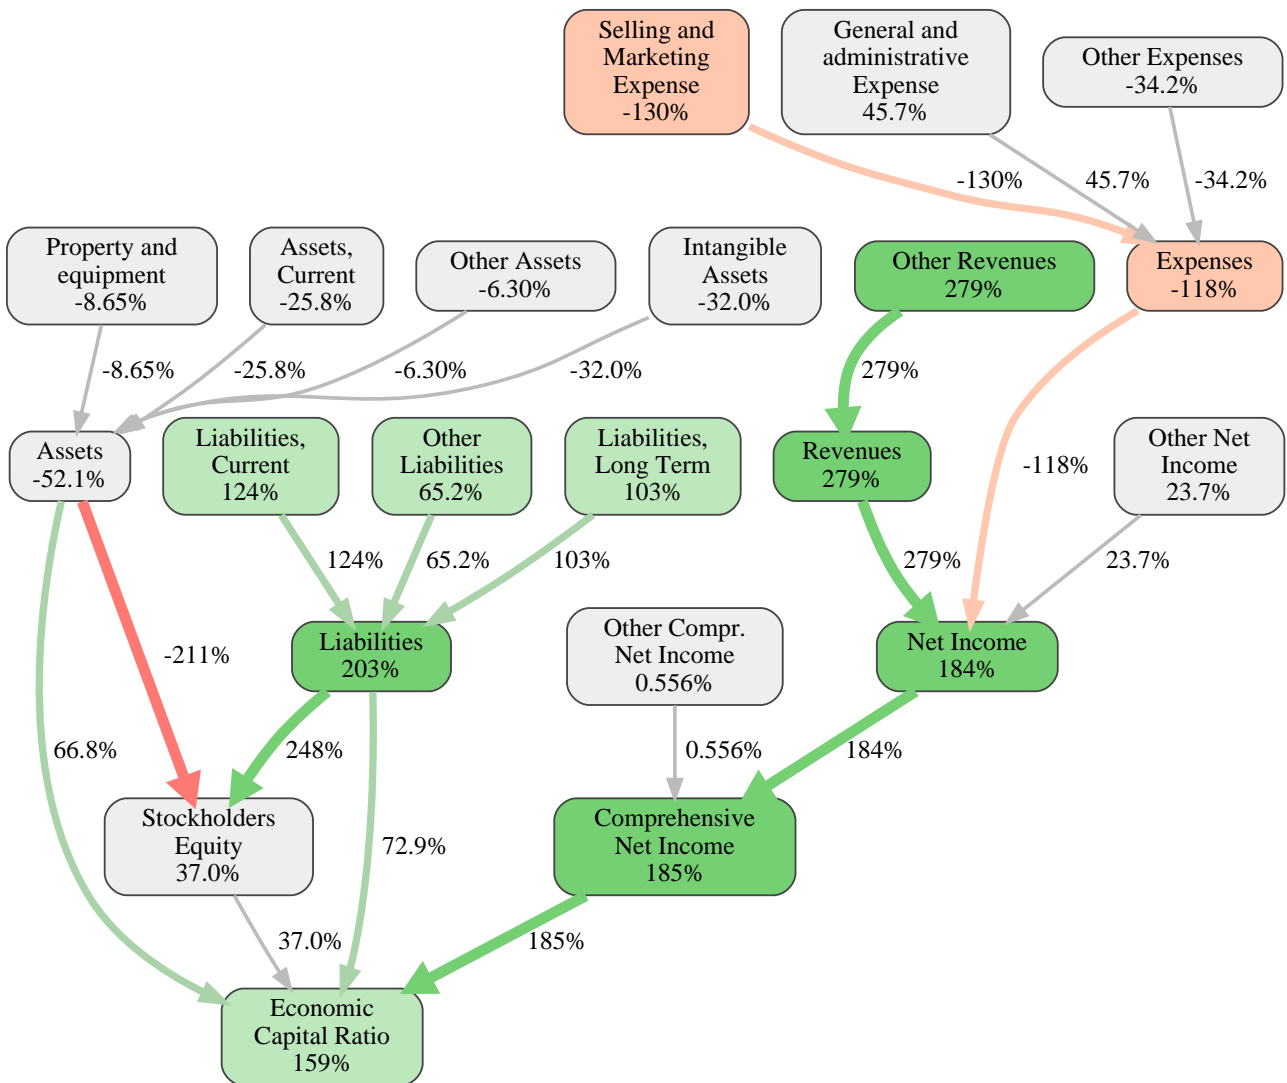 Selling and
Marketing
Expense
-130%
General and
administrative
Expense
45.7%
Other Expenses
-34.2%
-130%
45.7%
-34.2%
Property and
equipment
-8.65%
Assets,
Current
-25.8%
Other Assets
-6.30%
Intangible
Assets
-32.0%
Other Revenues
279%
Expenses
-118%
-8.65%
-25.8%
-6.30%
-32.0%
279%
Assets
-52.1%
Liabilities,
Current
124%
Other
Liabilities
65.2%
Liabilities,
Long Term
103%
Revenues
279%
-118%
Other Net
Income
23.7%
124%
65.2%
103%
279%
23.7%
-211%
Liabilities
203%
Other Compr.
Net Income
0.556%
Net Income
184%
66.8%
248%
0.556%
184%
Stockholders
Equity
37.0%
72.9%
Comprehensive
Net Income
185%
37.0%
185%
Economic
Capital Ratio
159%